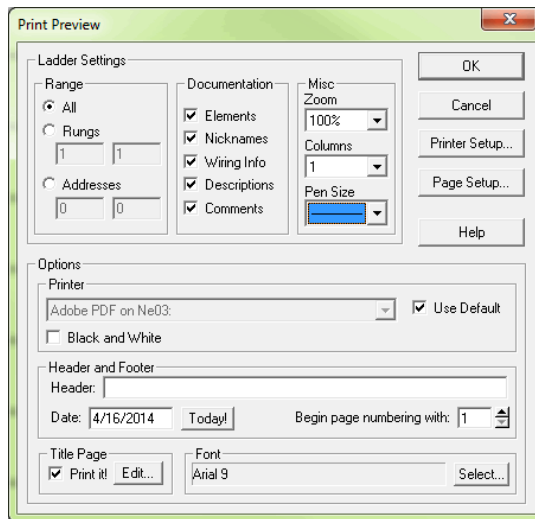 Print Preview
Ladder Settings
OK
Range
Documentation
Misc
Zoom
All
Elements
100%
Cancel
Rungs
Nicknames
Columns
Printer Setup...
1 1
Wiring Info
1
Addresses
Descriptions
Pen Size
Page Setup...
0 0
Comments
Help
Options
Printer
Adobe PDF on Ne03:
Use Default
Black and White
Header and Footer
Header:
Date: 4/16/2014 Today! Begin page numbering with: 1
Title Page
Font
Print it! Edit...
Arial 9
Select...